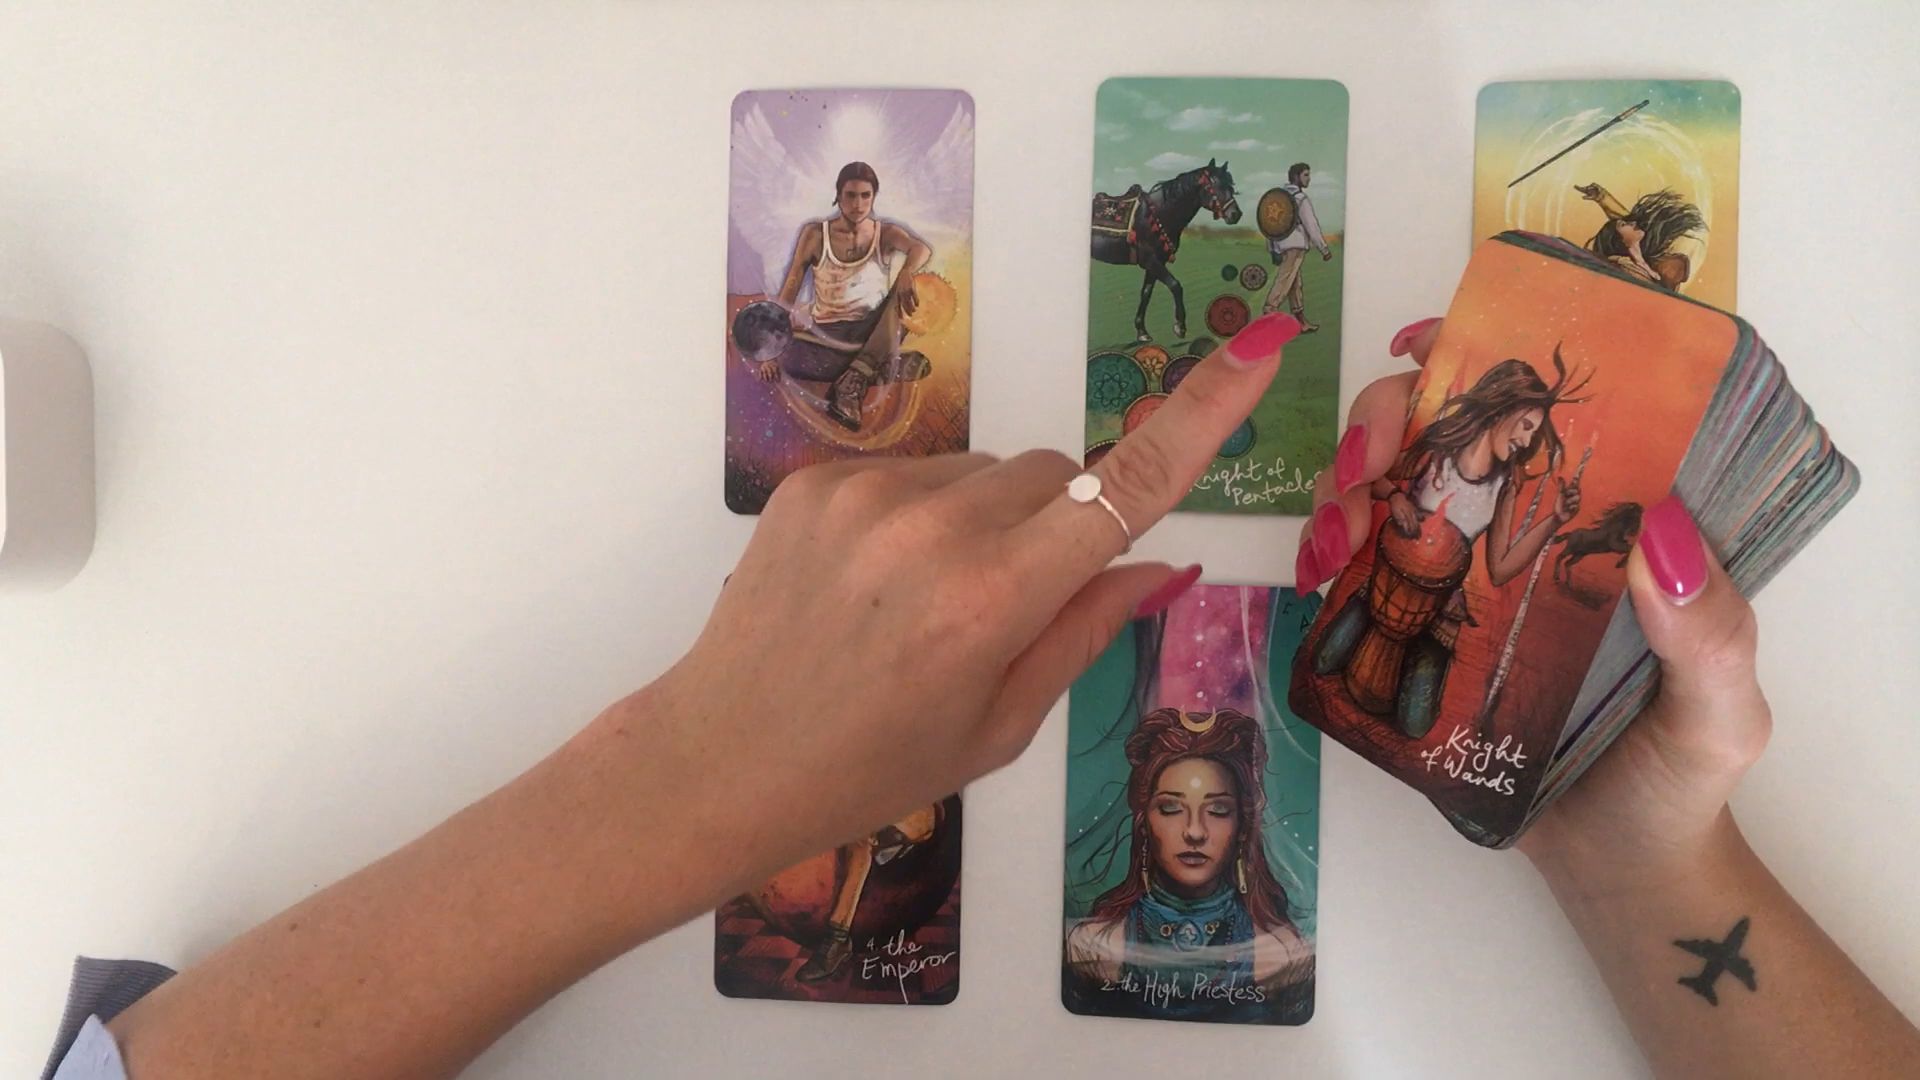 Knight of
Pentacles
Knight
of Wands
4. the
Emperor
2. the High Priestess